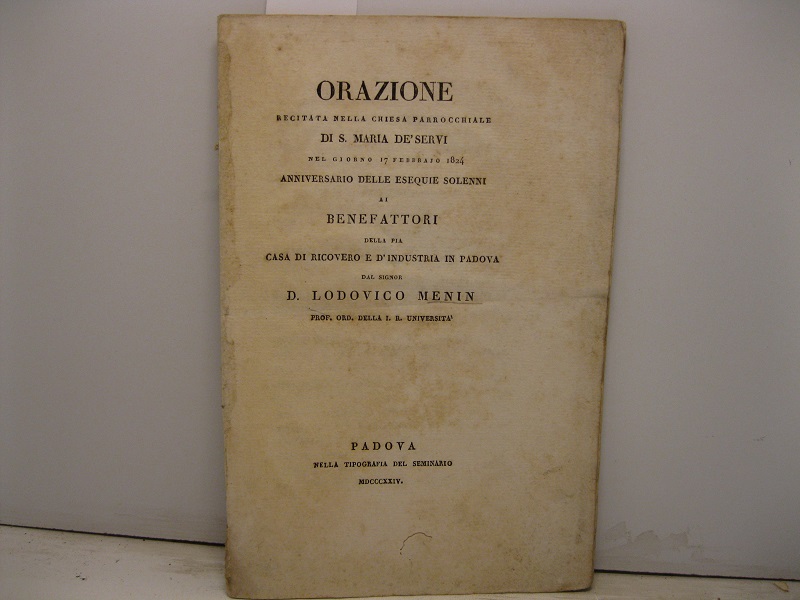 ORAZIONE
RECITATA NELLA CHIESA PARROCCHIALE
DI S. MARIA DE' SERVI
NEL GIORNO 17 FEBBRAJO 1824
ANNIVERSARIO DELLE ESEQUIE SOLENNI
AI
BENEFATTORI
DELLA PIA
CASA DI RICOVERO E D'INDUSTRIA IN PADOVA
DAL SIGNOR
D. LODOVICO MENIN
PROF. ORD. DELLA I. R. UNIVERSITA'
PADOVA
NELLA TIPOGRAFIA DEL SEMINARIO
MDCCCXXIV.